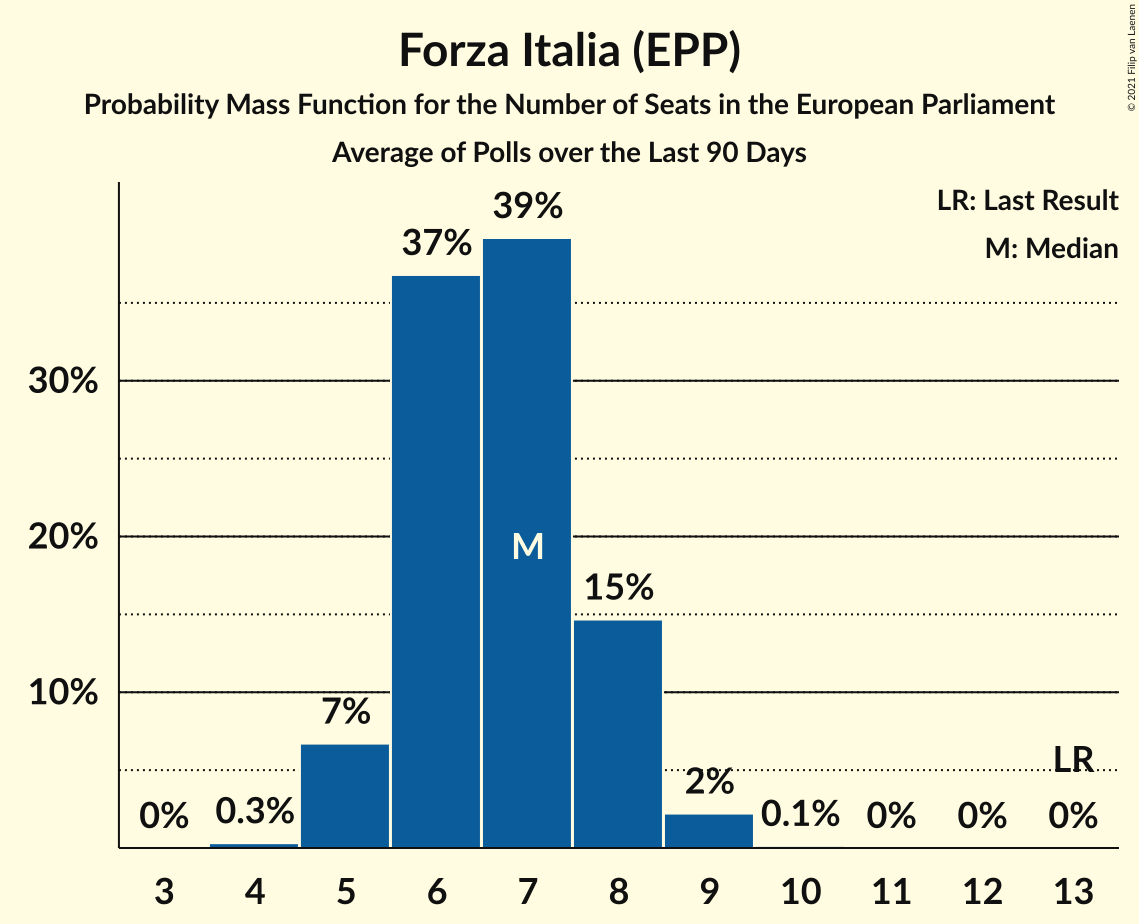 Forza Italia (EPP)
Probability Mass Function for the Number of Seats in the European Parliament
Average of Polls over the Last 90 Days
© 2021 Filip van Laenen
LR: Last Result
M: Median
39%
37%
30%
20%
M
15%
10%
7%
LR
2%
0% 0.3% 0.1% 0% 0% 0%
3 4 5 6 7 8 9 10 11 12 13